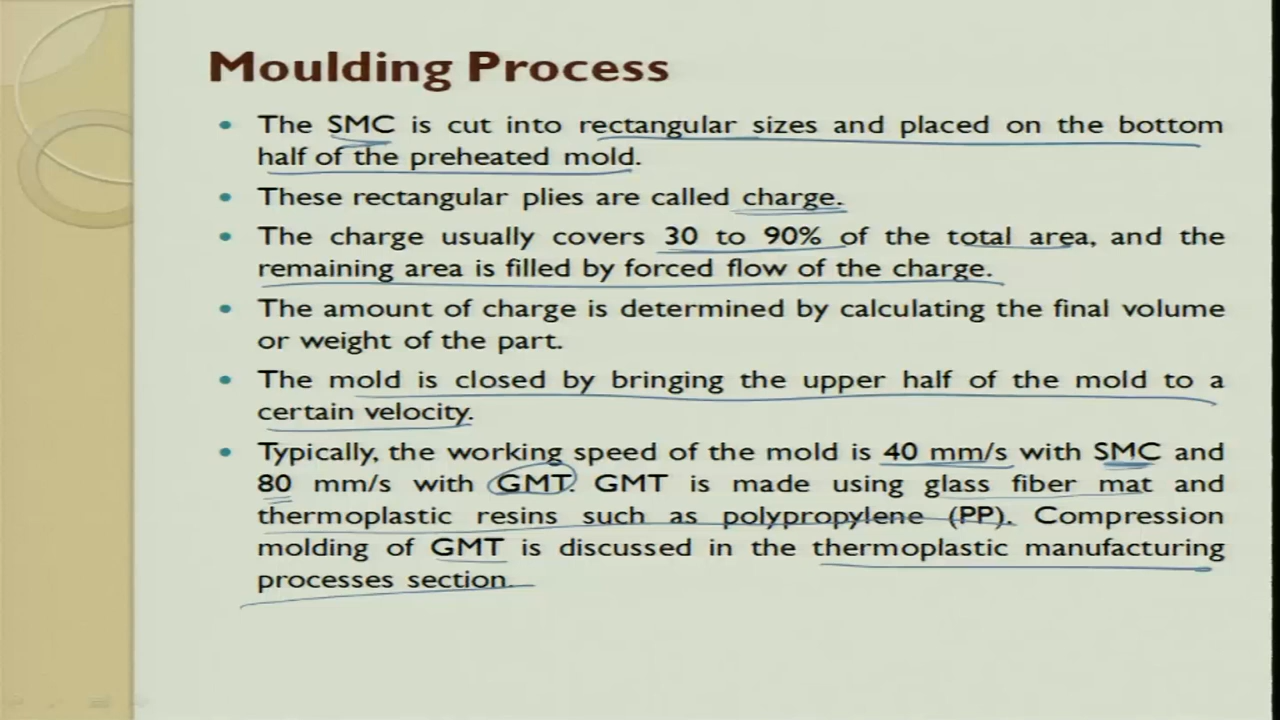 Moulding Process
• The SMC is cut into rectangular sizes and placed on the bottom
half of the preheated mold.
• These rectangular plies are called charge.
• The charge usually covers 30 to 90% of the total area, and the
remaining area is filled by forced flow of the charge.
• The amount of charge is determined by calculating the final volume
or weight of the part.
• The mold is closed by bringing the upper half of the mold to a
certain velocity.
• Typically, the working speed of the mold is 40 mm/s with SMC and
80 mm/s with GMT. GMT is made using glass fiber mat and
thermoplastic resins such as polypropylene (PP). Compression
molding of GMT is discussed in the thermoplastic manufacturing
processes section.